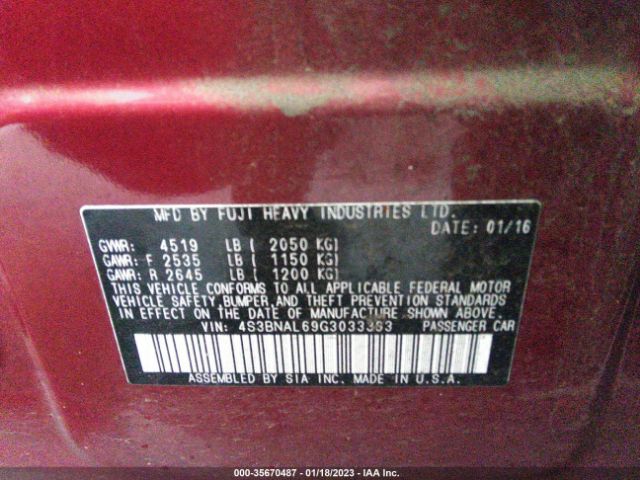 MFD BY FUJI HEAVY INDUSTRIES LTD.
DATE: 01/16
GVWR: 4519 LB ( 2050 KG)
GAWR: F 2535 LB ( 1150 KG)
GAWR: R 2645 LB ( 1200 KG)
THIS VEHICLE CONFORMS TO ALL APPLICABLE FEDERAL MOTOR
VEHICLE SAFETY,BUMPER,AND THEFT PREVENTION STANDARDS
IN EFFECT ON THE DATE OF MANUFACTURE SHOWN ABOVE.
VIN: 4S3BNAL69G3033353 PASSENGER CAR
ASSEMBLED BY SIA INC. MADE IN U.S.A.
000-35670487 - 01/18/2023 - IAA Inc.